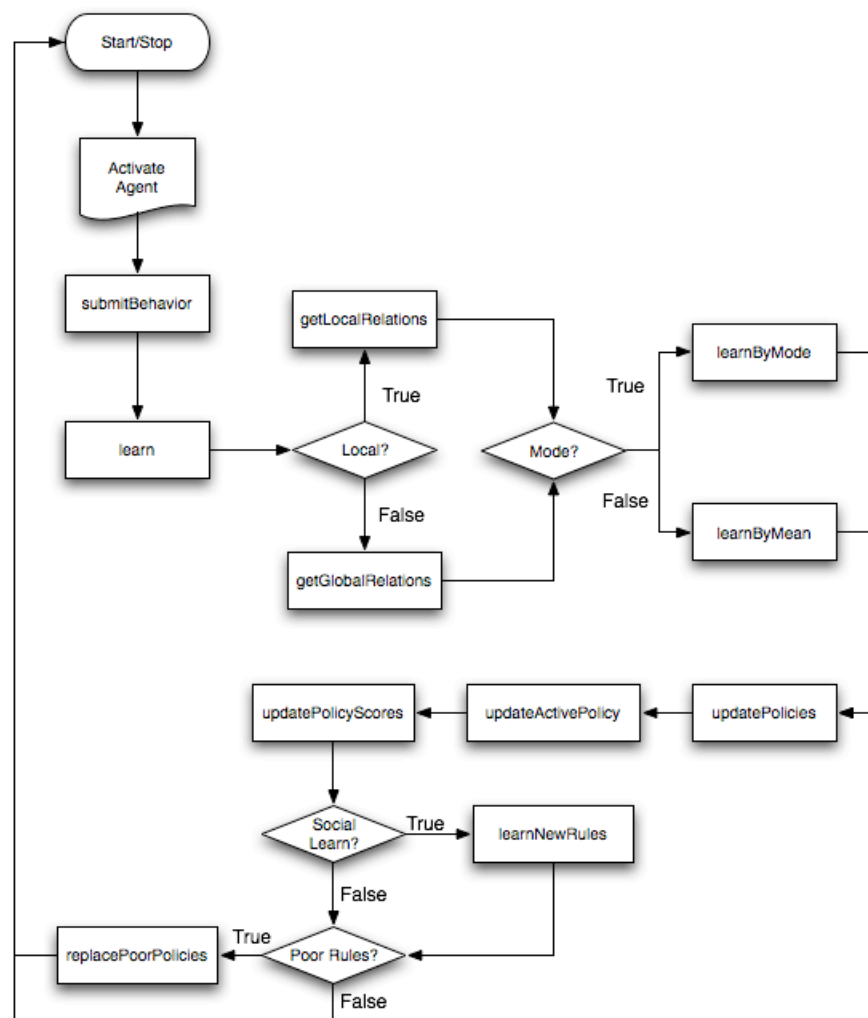 Start/Stop
Activate
Agent
submitBehavior
getLocalRelations
learnByMode
True
True
learn
Local?
Mode?
False
False
learnByMean
getGlobalRelations
updatePolicyScores
updateActivePolicy
updatePolicies
Social
Learn?
True
learnNewRules
False
True
replacePoorPolicies
Poor Rules?
False